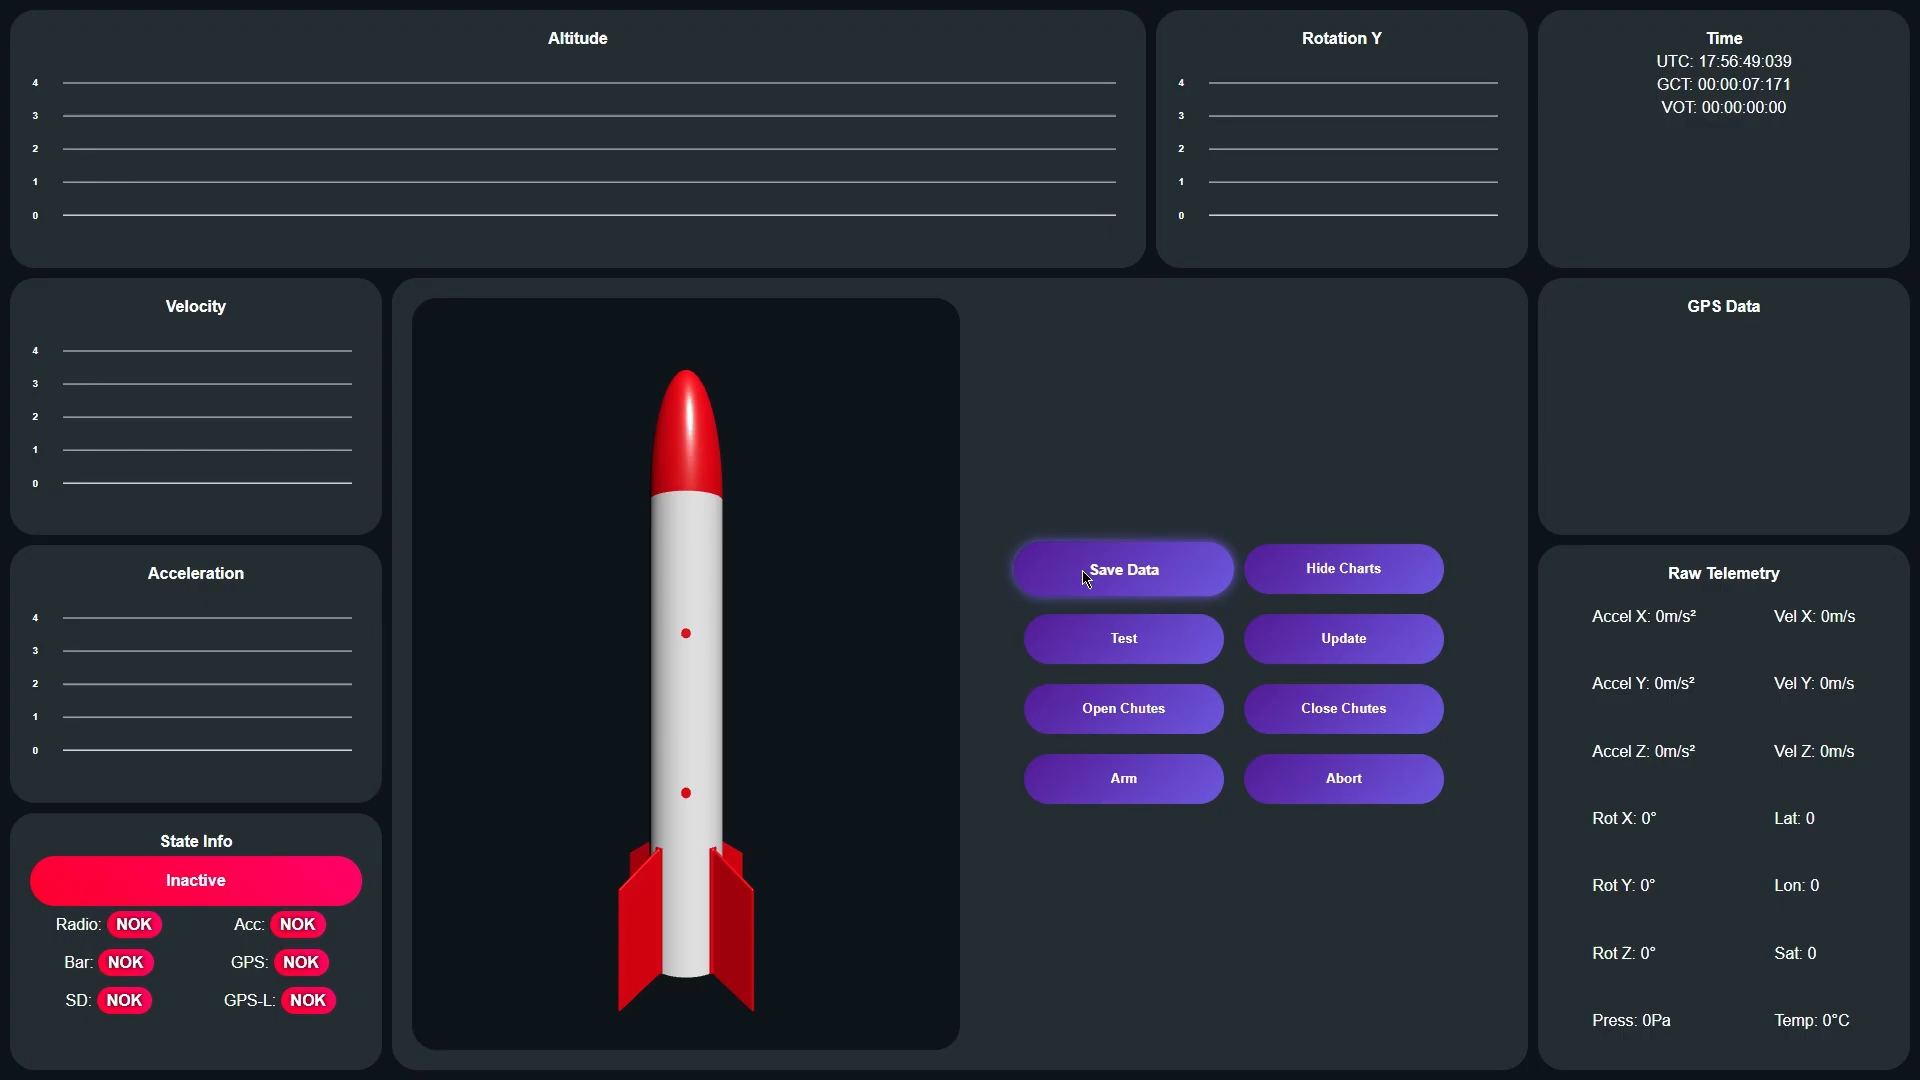 Altitude
4
3
2
1
0
Rotation Y
4
3
2
1
0
Time
UTC: 17:56:49:039
GCT: 00:00:07:171
VOT: 00:00:00:00
Velocity
4
3
2
1
0
Acceleration
4
3
2
1
0
State Info
Inactive
Radio: NOK Acc: NOK
Bar: NOK GPS: NOK
SD: NOK GPS-L: NOK
Save Data Hide Charts
Test Update
Open Chutes Close Chutes
Arm Abort
GPS Data
Raw Telemetry
Accel X: 0m/s² Vel X: 0m/s
Accel Y: 0m/s² Vel Y: 0m/s
Accel Z: 0m/s² Vel Z: 0m/s
Rot X: 0° Lat: 0
Rot Y: 0° Lon: 0
Rot Z: 0° Sat: 0
Press: 0Pa Temp: 0°C